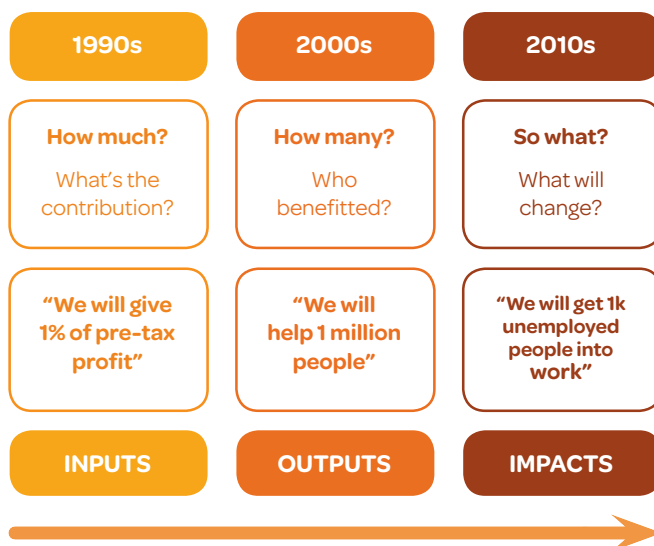 1990s
2000s
2010s
How much?
What's the
contribution?
How many?
Who
benefitted?
So what?
What will
change?
“We will give
1% of pre-tax
profit”
“We will
help 1 million
people”
“We will get 1k
unemployed
people into
work”
INPUTS
OUTPUTS
IMPACTS